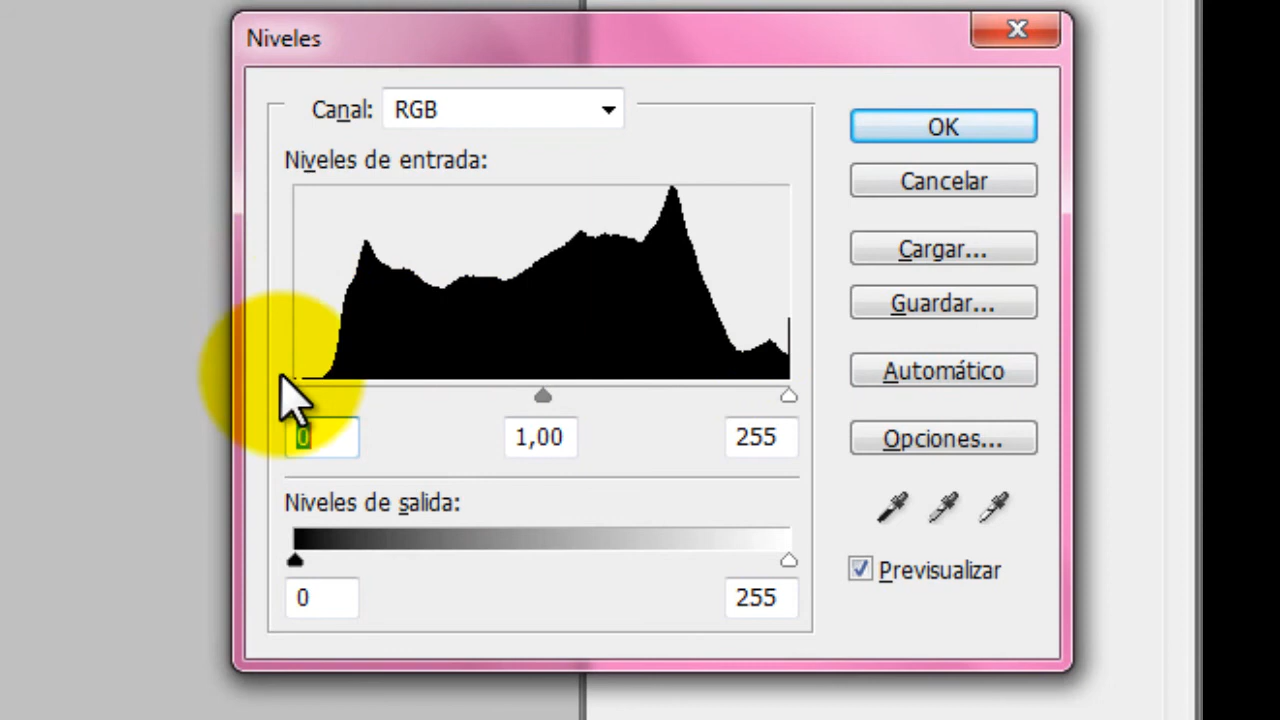 Niveles
Canal: RGB
OK
Niveles de entrada:
Cancelar
Cargar...
Guardar...
Automático
0 1,00 255
Opciones...
Niveles de salida:
Previsualizar
0 255